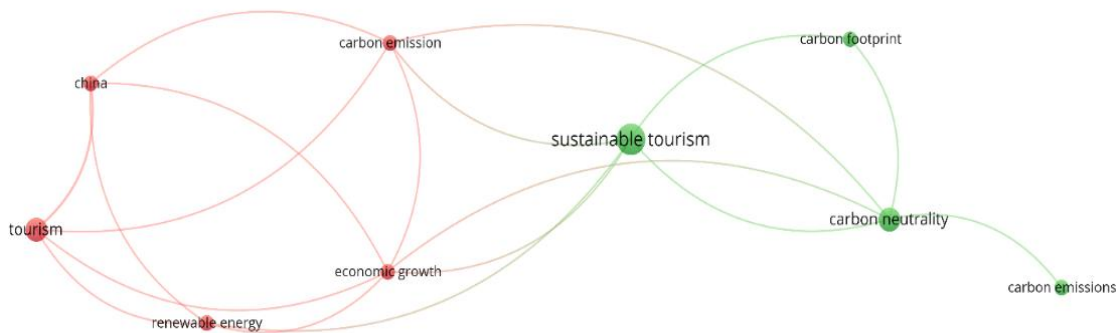 carbon emission
carbon footprint
china
sustainable tourism
tourism
carbon neutrality
economic growth
carbon emissions
renewable energy